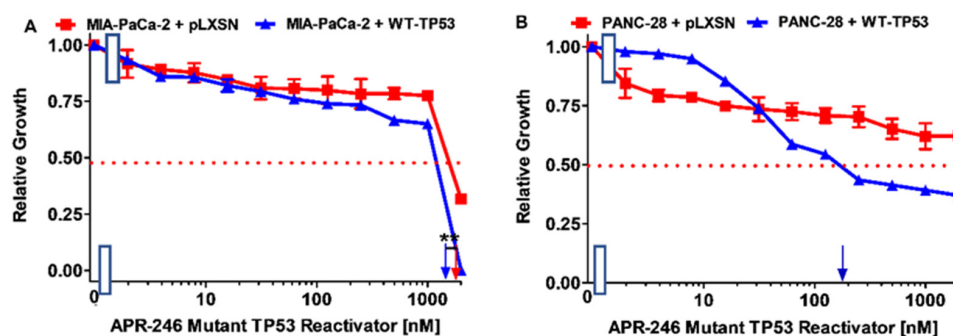 A
MIA-PaCa-2 + pLXSN MIA-PaCa-2 + WT-TP53
Relative Growth
1.00
0.75
0.50
0.25
0.00
**
0 10 100 1000
APR-246 Mutant TP53 Reactivator [nM]
B
PANC-28 + pLXSN PANC-28 + WT-TP53
Relative Growth
1.00
0.75
0.50
0.25
0.00
0 10 100 1000
APR-246 Mutant TP53 Reactivator [nM]